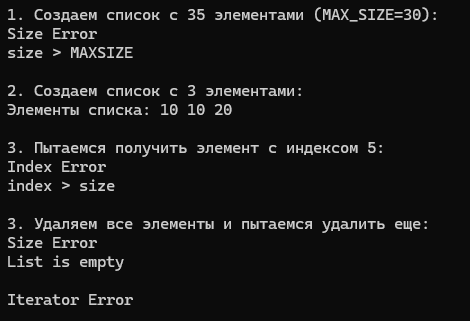 1. Создаем список с 35 элементами (MAX_SIZE=30):
Size Error
size > MAXSIZE
2. Создаем список с 3 элементами:
Элементы списка: 10 10 20
3. Пытаемся получить элемент с индексом 5:
Index Error
index > size
3. Удаляем все элементы и пытаемся удалить еще:
Size Error
List is empty
Iterator Error